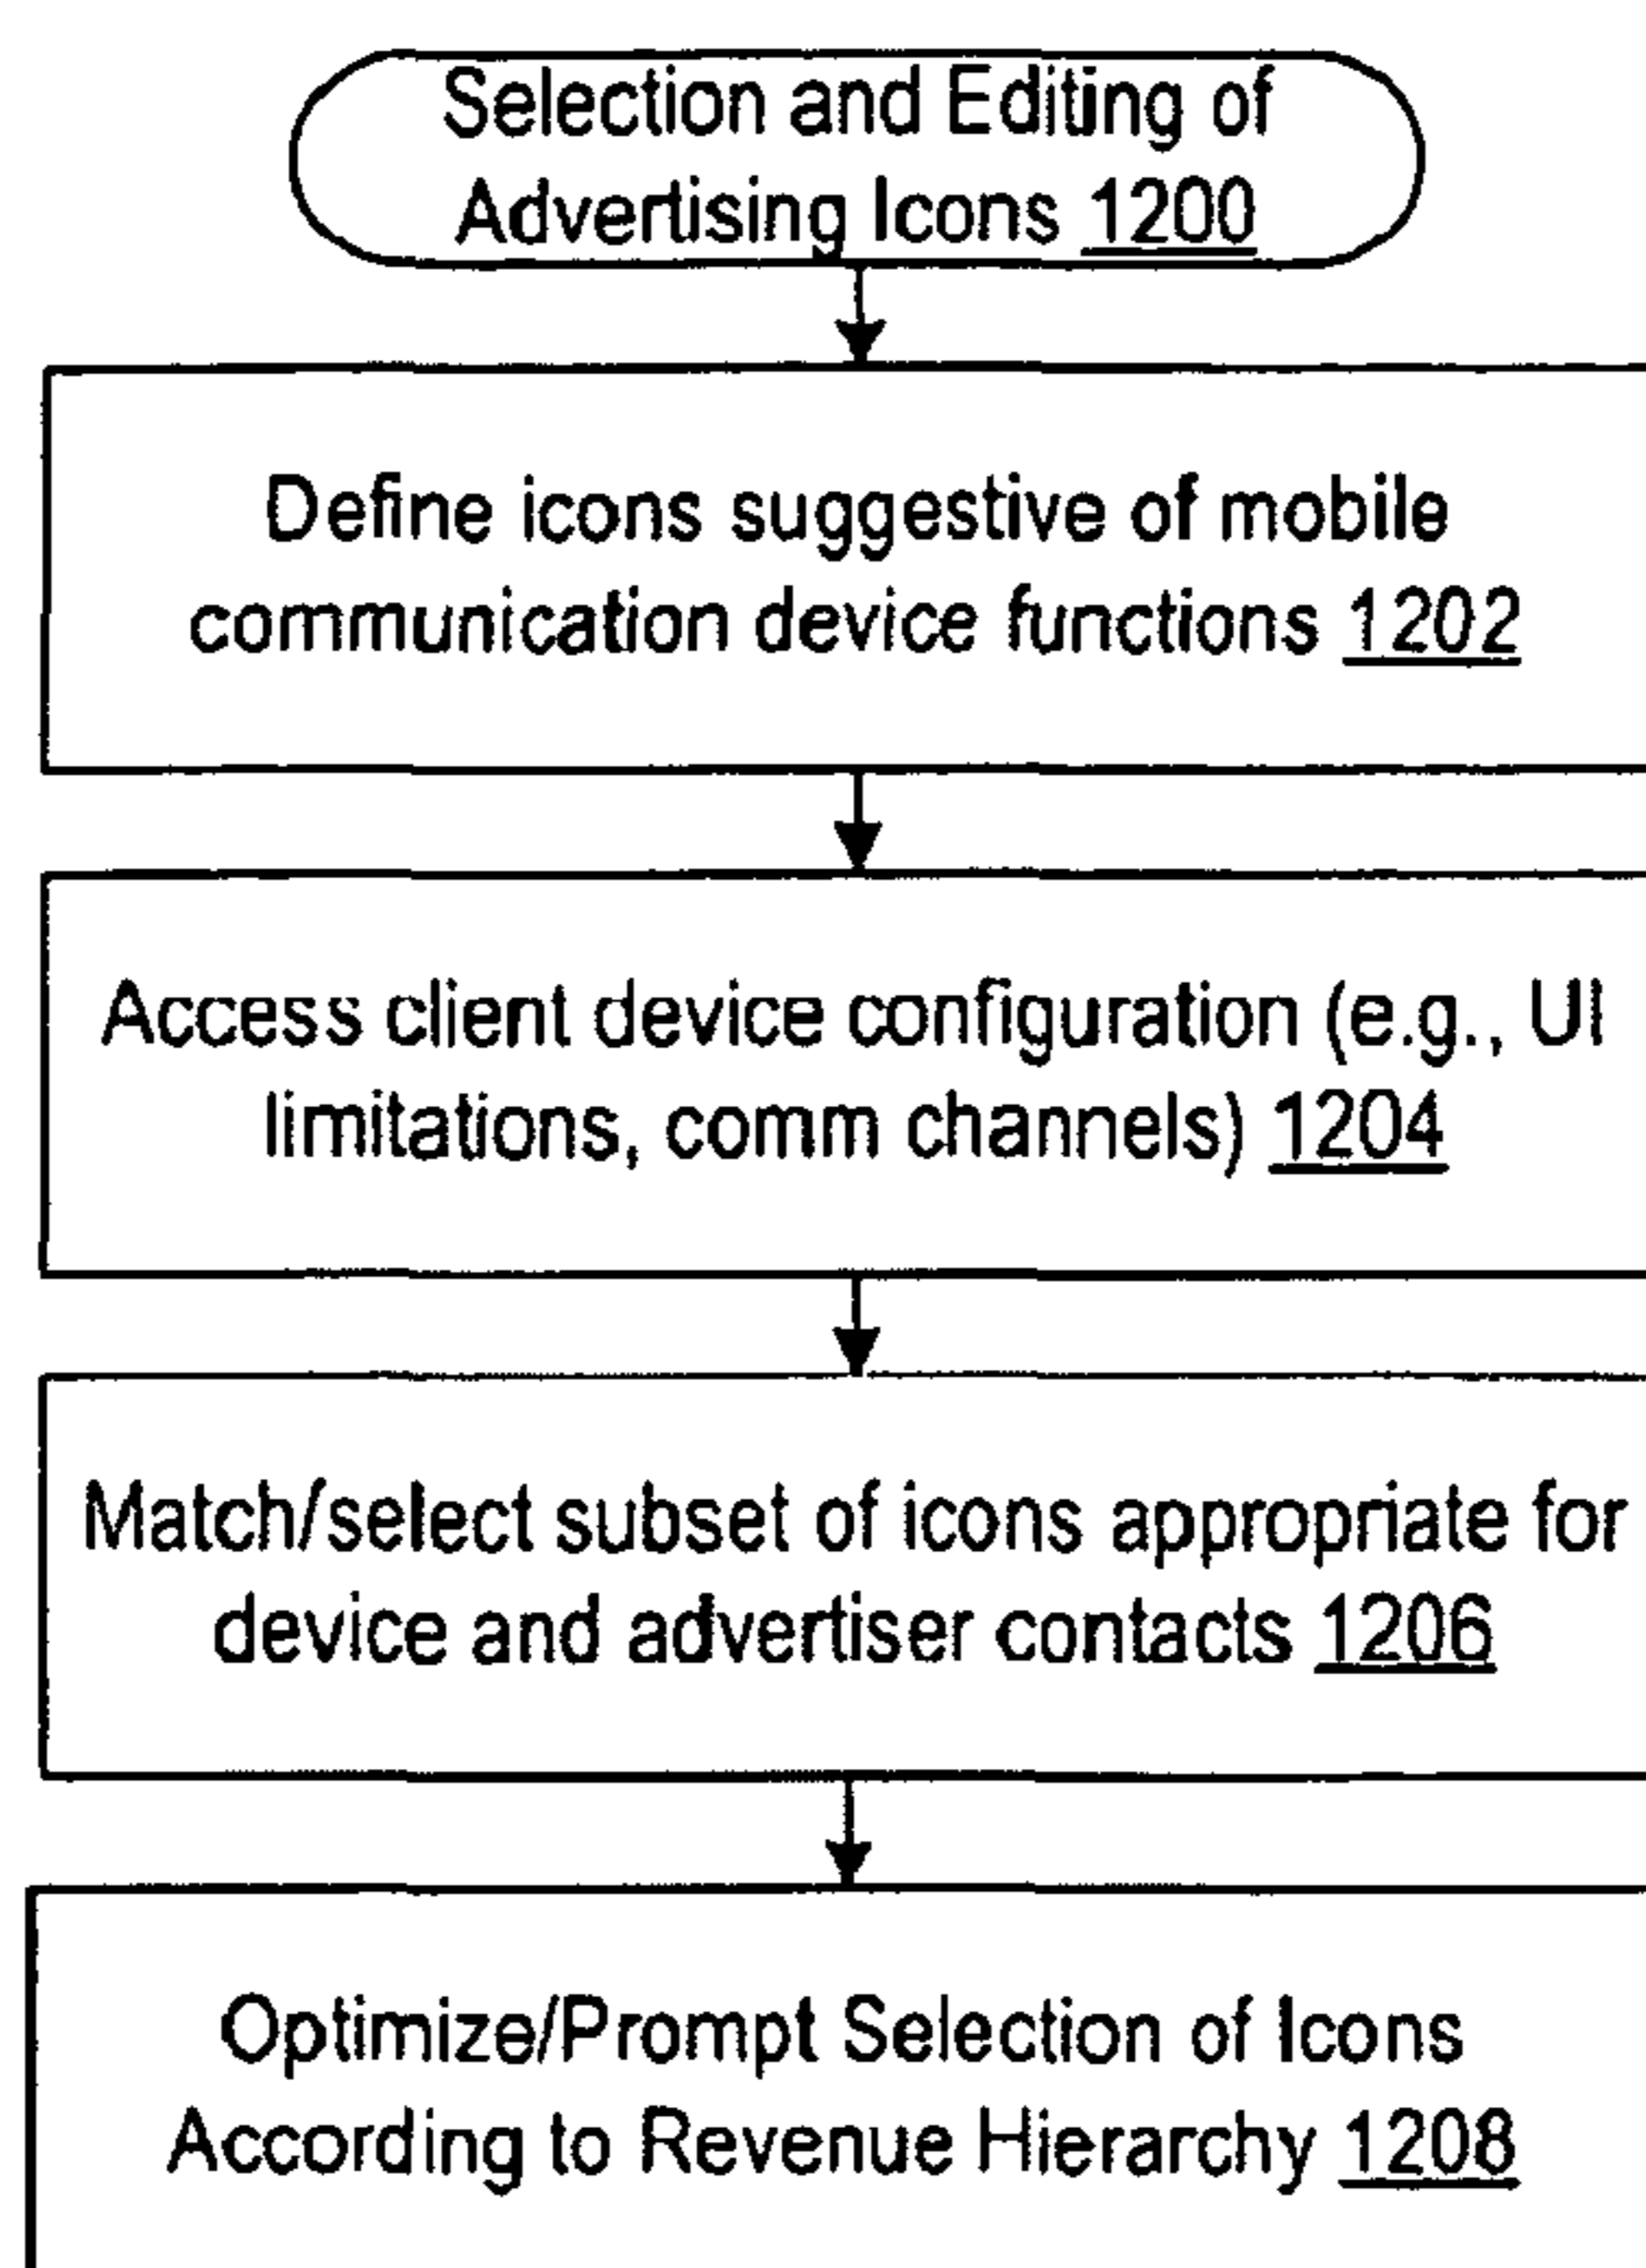 Selection and Editing of
Advertising Icons 1200
Define icons suggestive of mobile
communication device functions 1202
Access client device configuration (e.g., UI
limitations, comm channels) 1204
Match/select subset of icons appropriate for
device and advertiser contacts 1206
Optimize/Prompt Selection of Icons
According to Revenue Hierarchy 1208